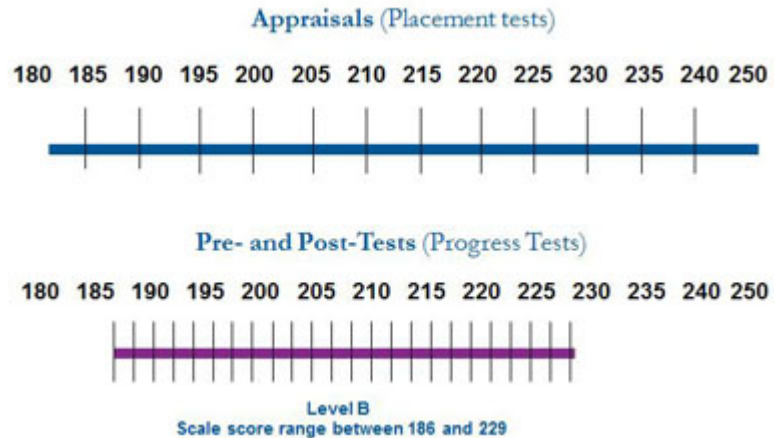 Appraisals (Placement tests)
180 185 190 195 200 205 210 215 220 225 230 235 240 250
Pre- and Post-Tests (Progress Tests)
180 185 190 195 200 205 210 215 220 225 230 235 240 250
Level B
Scale score range between 186 and 229